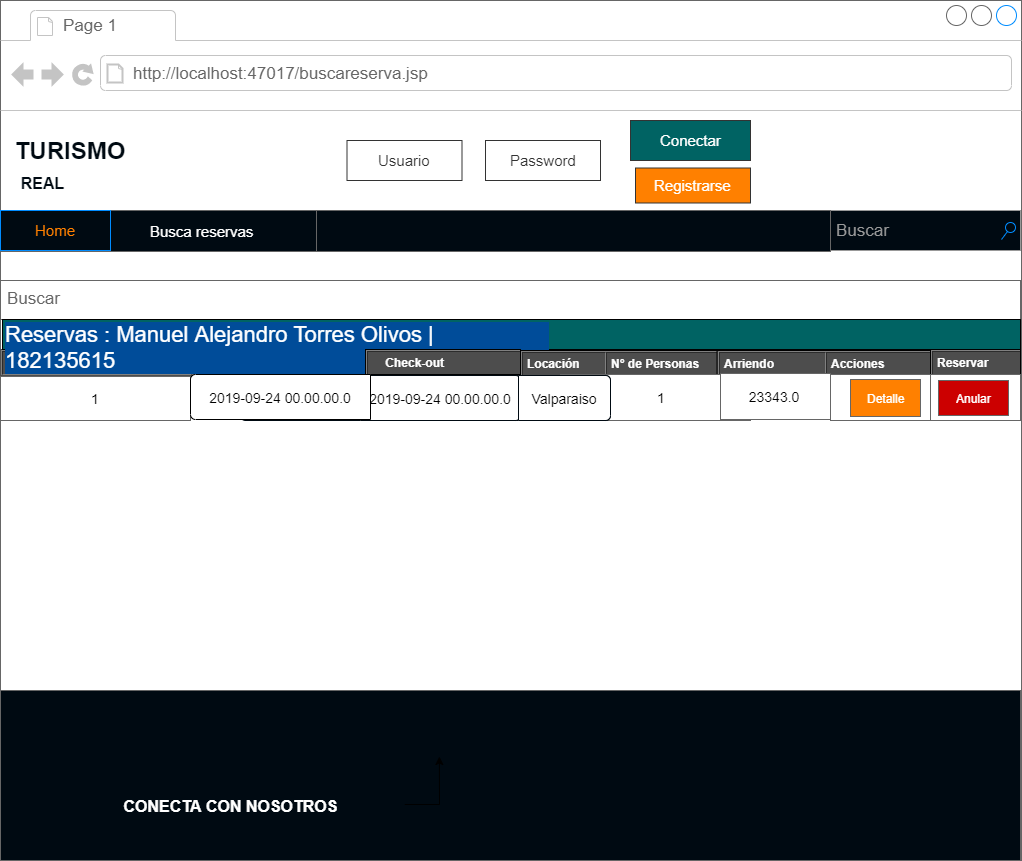 Page 1
http://localhost:47017/buscareserva.jsp
TURISMO
REAL
Usuario
Password
Conectar
Registrarse
Home
Busca reservas
Buscar
Buscar
Reservas : Manuel Alejandro Torres Olivos |
182135615
Check-out
Locación
Nº de Personas
Arriendo
Acciones
Reservar
1
2019-09-24 00.00.00.0
2019-09-24 00.00.00.0
Valparaiso
1
23343.0
Detalle
Anular
CONECTA CON NOSOTROS